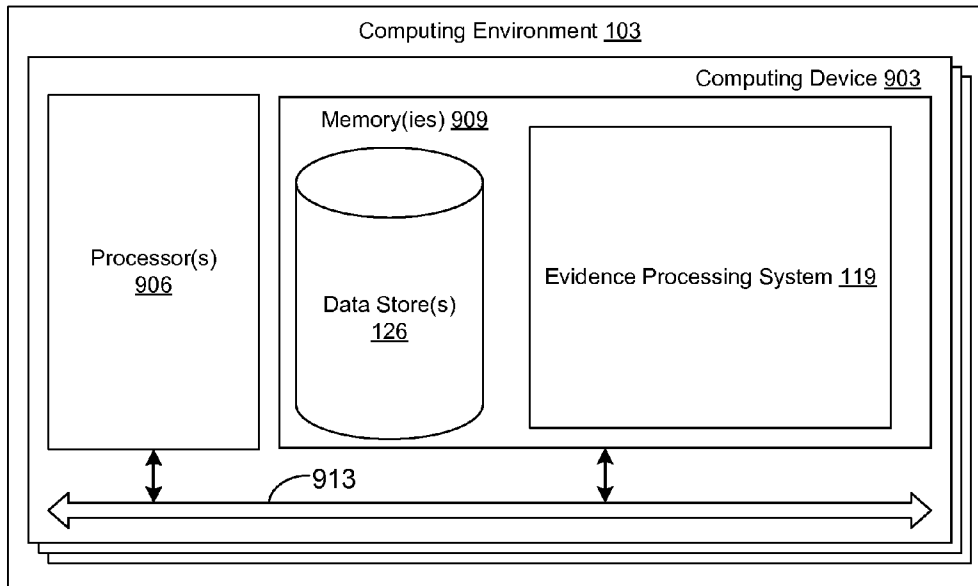 Computing Environment 103
Computing Device 903
Memory(ies) 909
Processor(s)
906
Data Store(s)
126
Evidence Processing System 119
913